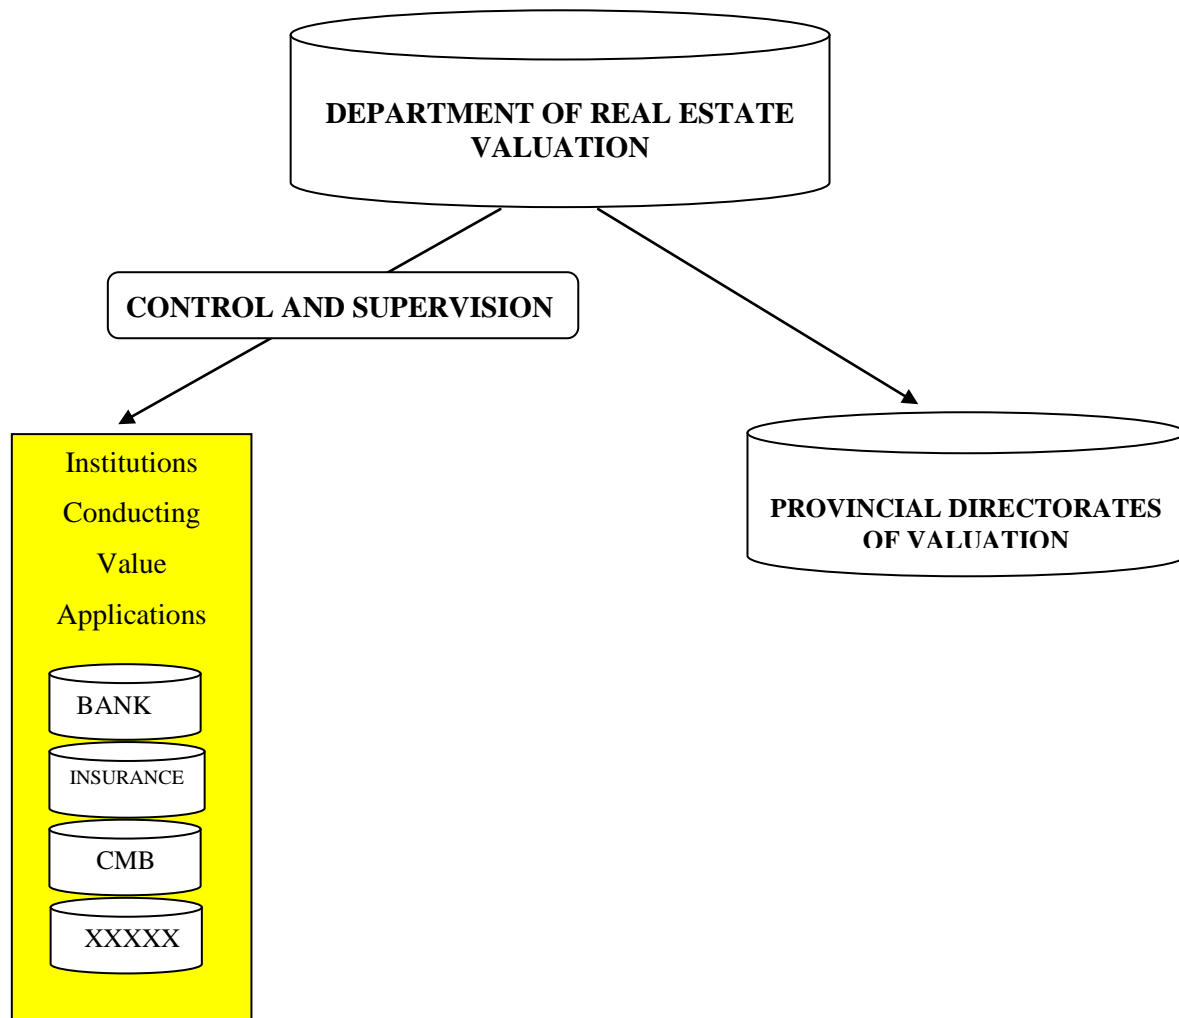 DEPARTMENT OF REAL ESTATE
VALUATION
CONTROL AND SUPERVISION
Institutions
Conducting
Value
Applications
BANK
INSURANCE
CMB
XXXXX
PROVINCIAL DIRECTORATES
OF VALUATION